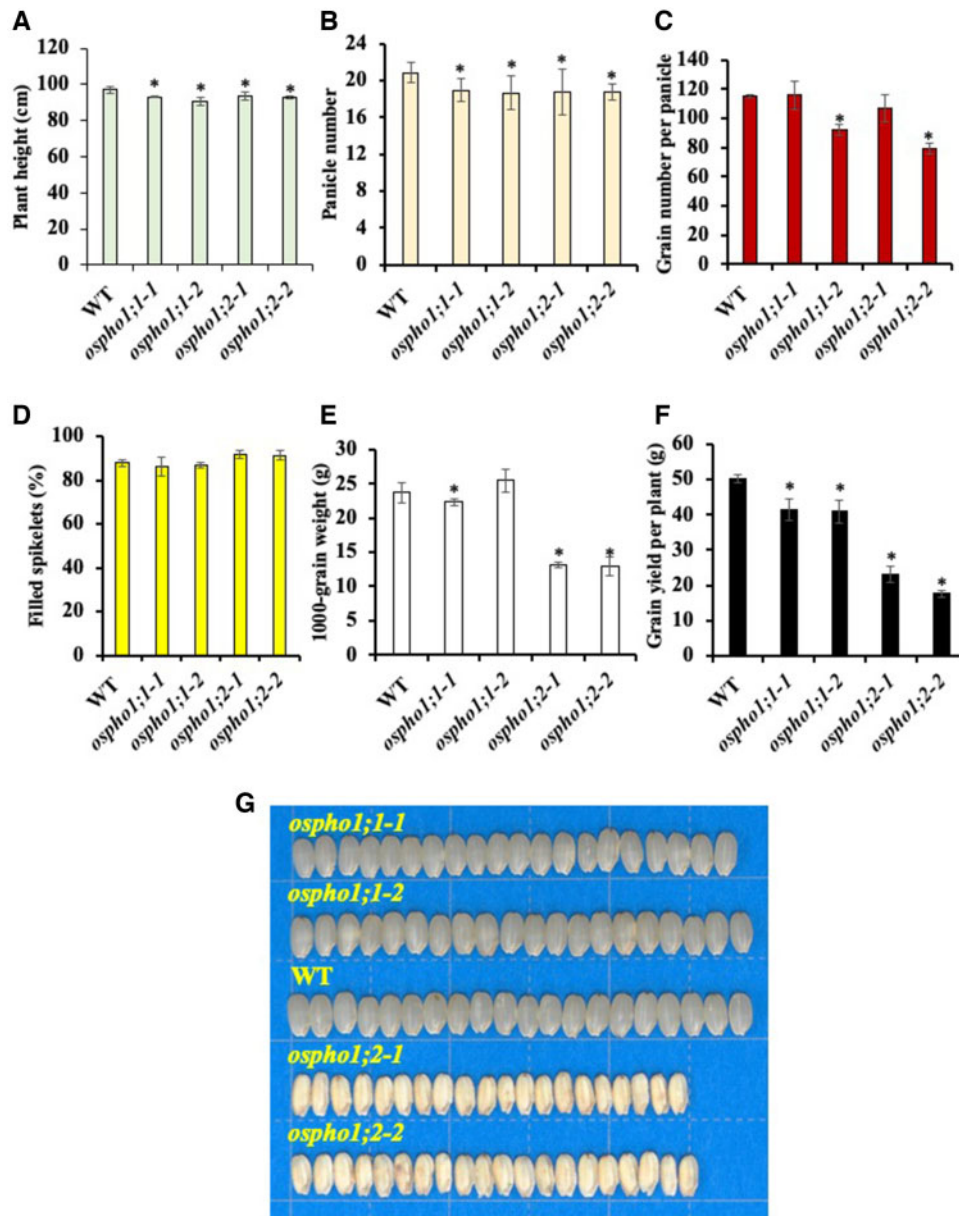 A
Plant height (cm)
120
100
80
60
40
20
0
* * * *
WT
ospho1;1-1
ospho1;1-2
ospho1;2-1
ospho1;2-2
B
Panicle number
24
20
16
12
8
4
0
* * * *
WT
ospho1;1-1
ospho1;1-2
ospho1;2-1
ospho1;2-2
C
Grain number per panicle
140
120
100
80
60
40
20
0
* *
WT
ospho1;1-1
ospho1;1-2
ospho1;2-1
ospho1;2-2
D
Filled spikelets (%)
100
80
60
40
20
0
WT
ospho1;1-1
ospho1;1-2
ospho1;2-1
ospho1;2-2
E
1000-grain weight (g)
30
25
20
15
10
5
0
* * *
WT
ospho1;1-1
ospho1;1-2
ospho1;2-1
ospho1;2-2
F
Grain yield per plant (g)
60
50
40
30
20
10
0
* * * *
WT
ospho1;1-1
ospho1;1-2
ospho1;2-1
ospho1;2-2
G
ospho1;1-1
ospho1;1-2
WT
ospho1;2-1
ospho1;2-2